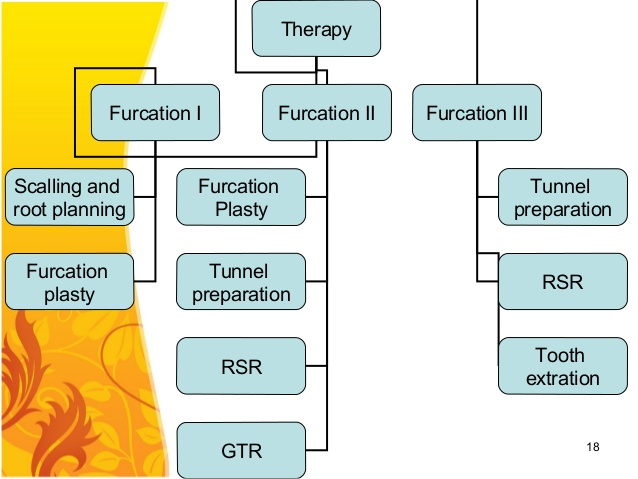 Therapy
Furcation I
Furcation II
Furcation III
Scalling and
root planning
Furcation
Plasty
Tunnel
preparation
Furcation
plasty
Tunnel
preparation
RSR
RSR
Tooth
extration
GTR
18